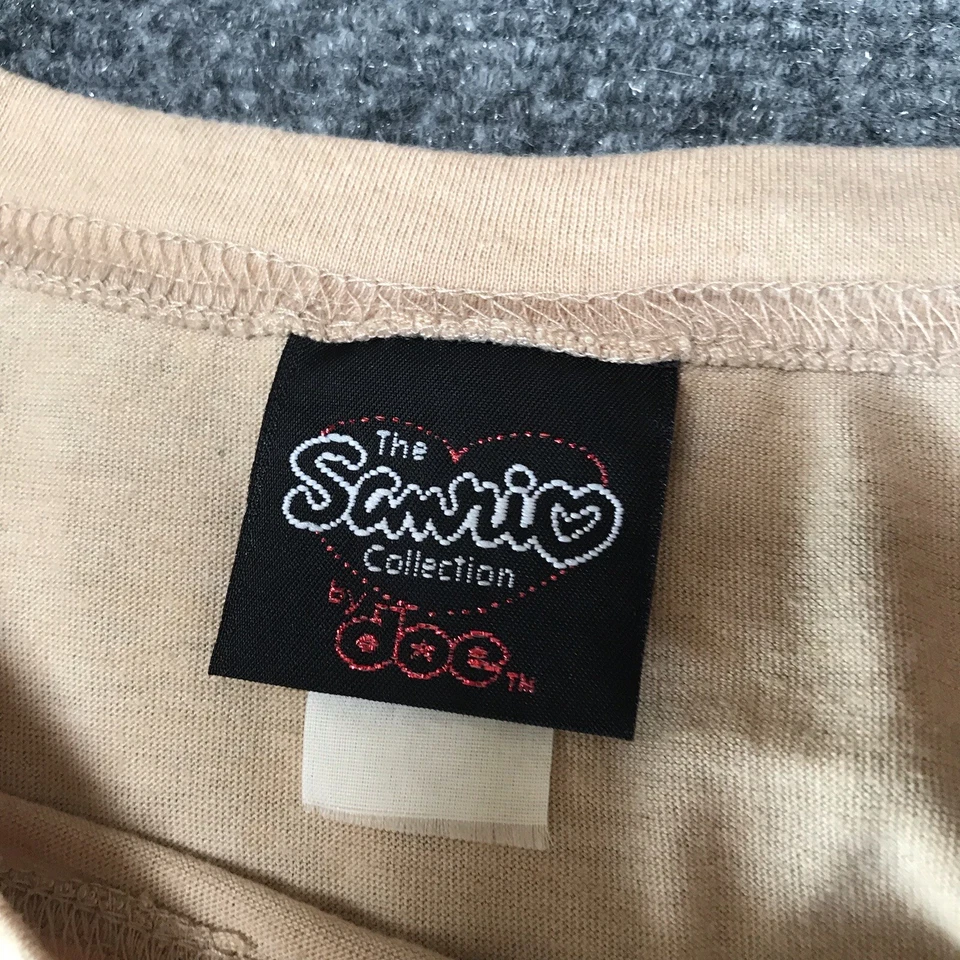 The
Sanrio
Collection
by
doe TM